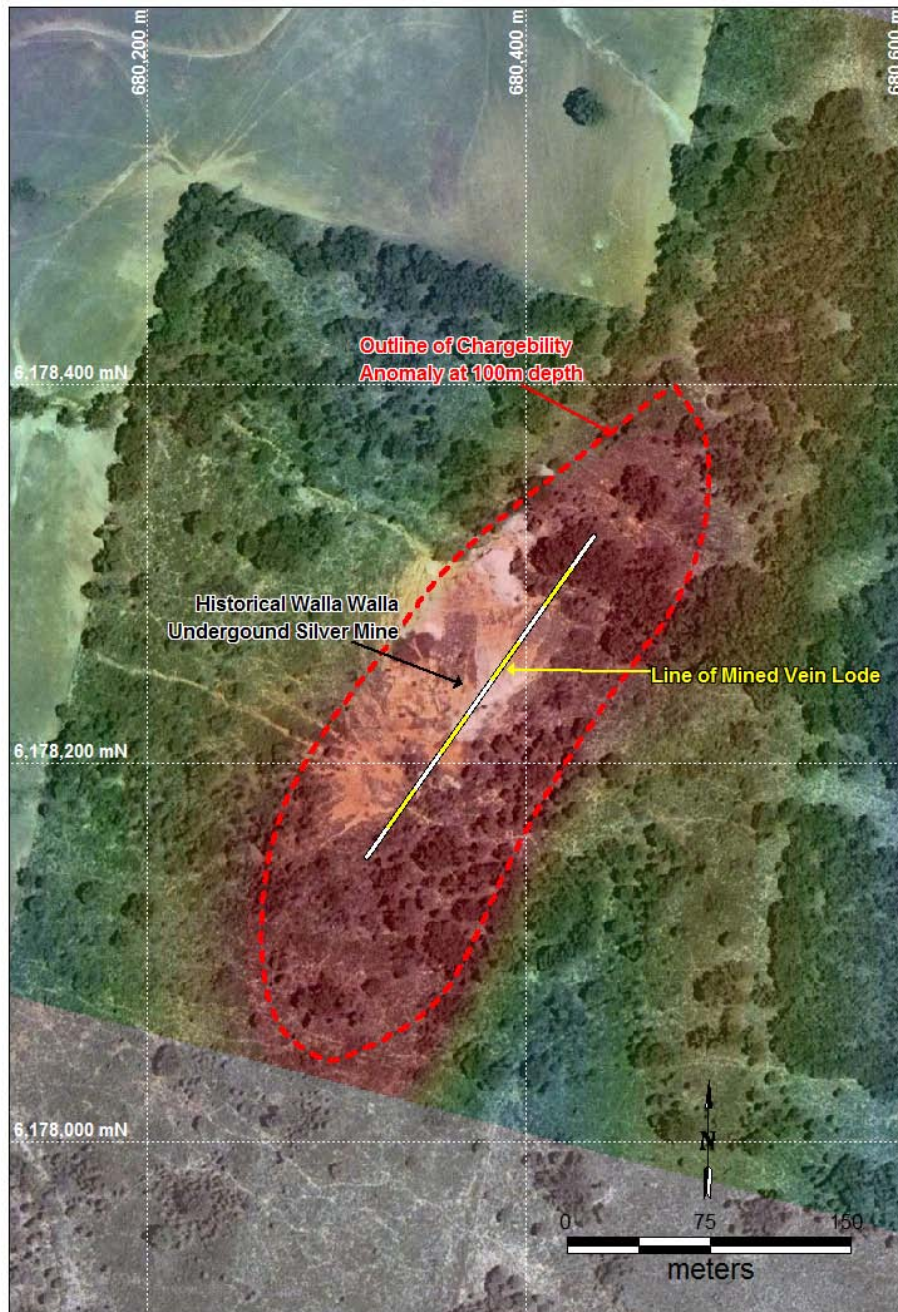 680,200 m
680,400 m
680,600 m
Outline of Chargebility
Anomaly at 100m depth
6,178,400 mN
Historical Walla Walla
Undergound Silver Mine
Line of Mined Vein Lode
6,178,200 mN
6,178,000 mN
N
0 75 150
meters